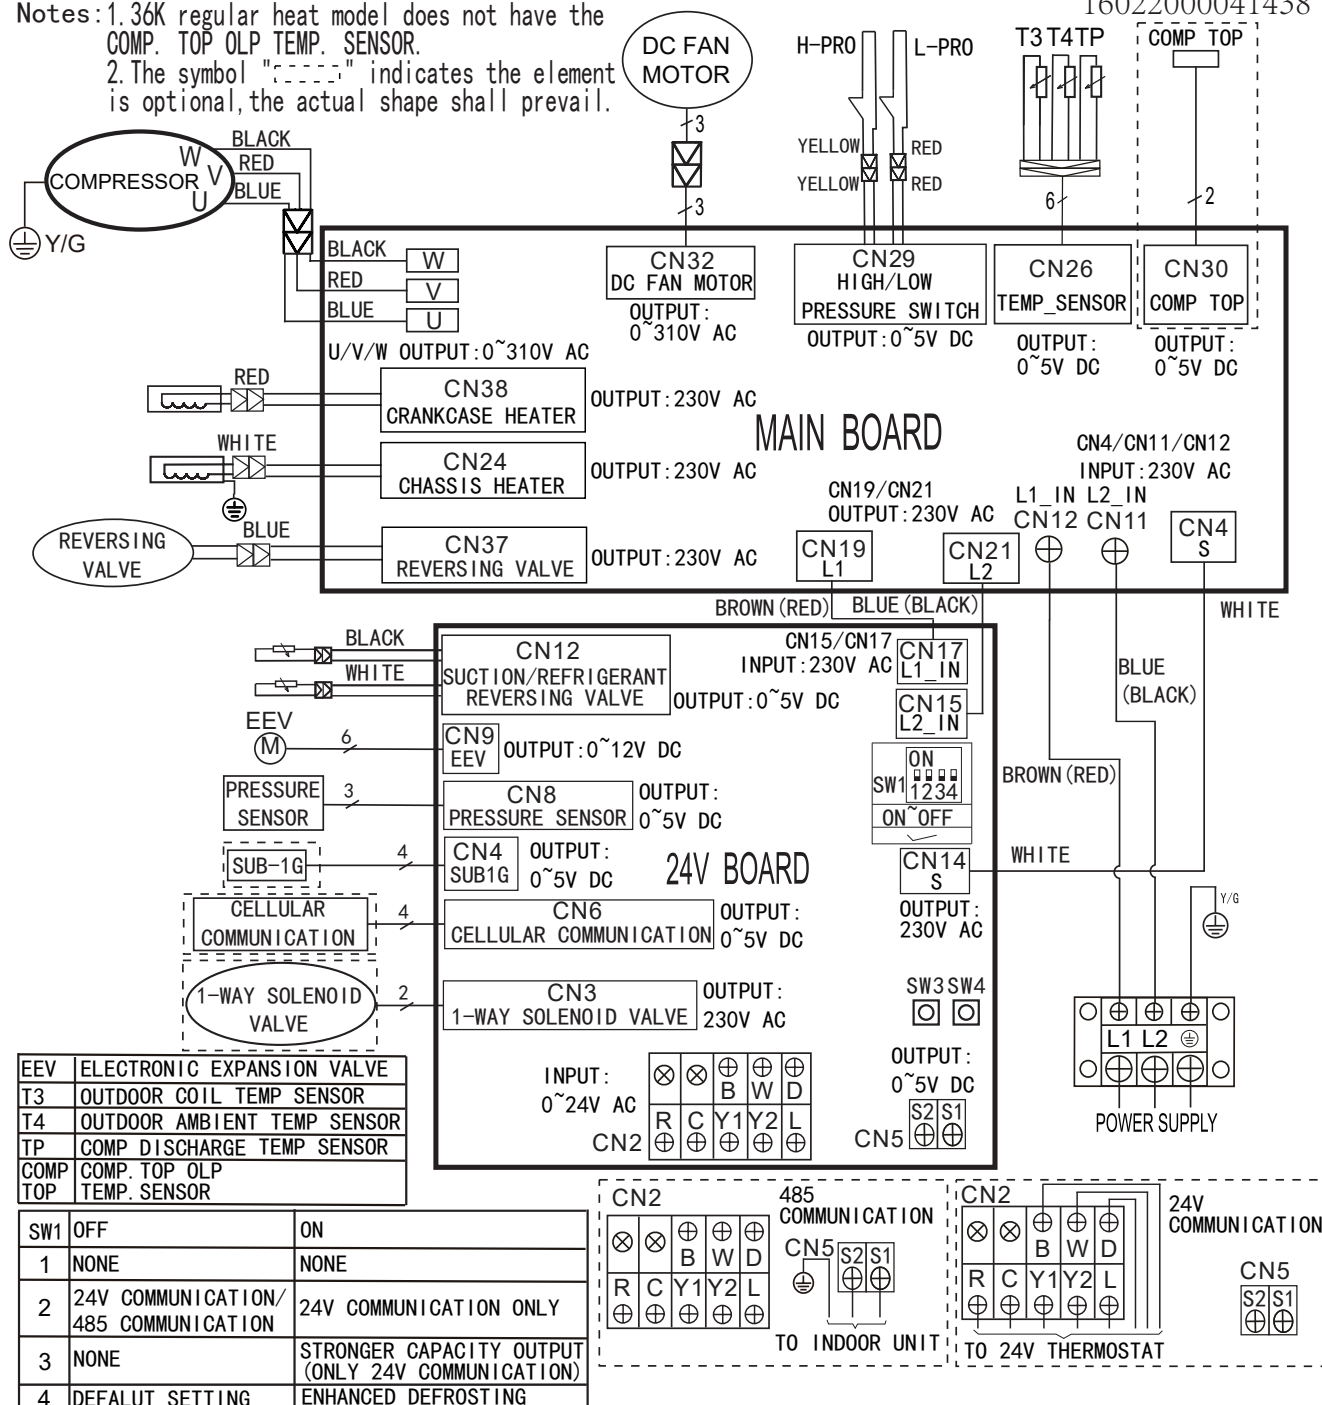 Notes:1.36K regular heat model does not have the
COMP. TOP OLP TEMP. SENSOR.
2.The symbol " " indicates the element
is optional,the actual shape shall prevail.
16022000041438
DC FAN
MOTOR
3
3
H-PRO
L-PRO
YELLOW
RED
YELLOW
RED
T3 T4 TP
6
COMP TOP
2
COMPRESSOR
W
V
U
BLACK
RED
BLUE
Y/G
BLACK
W
RED
V
BLUE
U
U/V/W OUTPUT:0~310V AC
CN32
DC FAN MOTOR
OUTPUT:
0~310V AC
CN29
HIGH/LOW
PRESSURE SWITCH
OUTPUT:0~5V DC
CN26
TEMP_SENSOR
OUTPUT:
0~5V DC
CN30
COMP TOP
OUTPUT:
0~5V DC
RED
CN38
CRANKCASE HEATER
OUTPUT:230V AC
WHITE
CN24
CHASSIS HEATER
OUTPUT:230V AC
REVERSING
VALVE
BLUE
CN37
REVERSING VALVE
OUTPUT:230V AC
MAIN BOARD
CN19/CN21
OUTPUT:230V AC
CN19
L1
CN21
L2
CN4/CN11/CN12
INPUT:230V AC
L1_IN L2_IN
CN12 CN11
CN4
S
BROWN(RED)
BLUE(BLACK)
WHITE
BLACK
WHITE
CN12
SUCTION/REFRIGERANT
REVERSING VALVE
OUTPUT:0~5V DC
CN15/CN17
INPUT:230V AC
CN17
L1_IN
CN15
L2_IN
BLUE
(BLACK)
BROWN(RED)
EEV
M
6
CN9
EEV
OUTPUT:0~12V DC
SW1
ON
1234
ON~OFF
PRESSURE
SENSOR
3
CN8
PRESSURE SENSOR
OUTPUT:
0~5V DC
SUB-1G
4
CN4
SUB1G
OUTPUT:
0~5V DC
24V BOARD
CN14
S
OUTPUT:
230V AC
WHITE
Y/G
CELLULAR
COMMUNICATION
4
CN6
CELLULAR COMMUNICATION
OUTPUT:
0~5V DC
1-WAY SOLENOID
VALVE
2
CN3
1-WAY SOLENOID VALVE
OUTPUT:
230V AC
SW3 SW4
INPUT:
0~24V AC
CN2
B W D
R C Y1 Y2 L
OUTPUT:
0~5V DC
CN5
S2 S1
L1 L2
POWER SUPPLY
EEV ELECTRONIC EXPANSION VALVE
T3 OUTDOOR COIL TEMP SENSOR
T4 OUTDOOR AMBIENT TEMP SENSOR
TP COMP DISCHARGE TEMP SENSOR
COMP COMP.TOP OLP
TOP TEMP.SENSOR
SW1 OFF ON
1 NONE NONE
2 24V COMMUNICATION/ 24V COMMUNICATION ONLY
485 COMMUNICATION
3 NONE STRONGER CAPACITY OUTPUT
(ONLY 24V COMMUNICATION)
4 DEFALUT SETTING ENHANCED DEFROSTING
CN2
B W D
R C Y1 Y2 L
485
COMMUNICATION
CN5
S2 S1
TO INDOOR UNIT
CN2
B W D
R C Y1 Y2 L
TO 24V THERMOSTAT
24V
COMMUNICATION
CN5
S2 S1